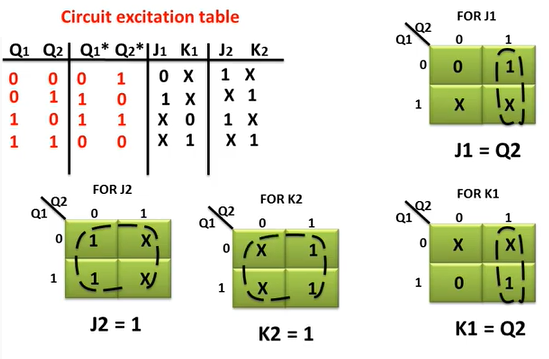 Circuit excitation table
Q1 Q2 Q1* Q2* J1 K1 J2 K2
0 0 0 1 0 X 1 X
0 1 1 0 1 X X 1
1 0 1 1 X 0 1 X
1 1 0 0 X 1 X 1
FOR J1
Q2
Q1 0 1
0 0 1
1 X X
J1 = Q2
FOR J2
Q2
Q1 0 1
0 1 X
1 1 X
J2 = 1
FOR K2
Q2
Q1 0 1
0 X 1
1 X 1
K2 = 1
FOR K1
Q2
Q1 0 1
0 X X
1 0 1
K1 = Q2